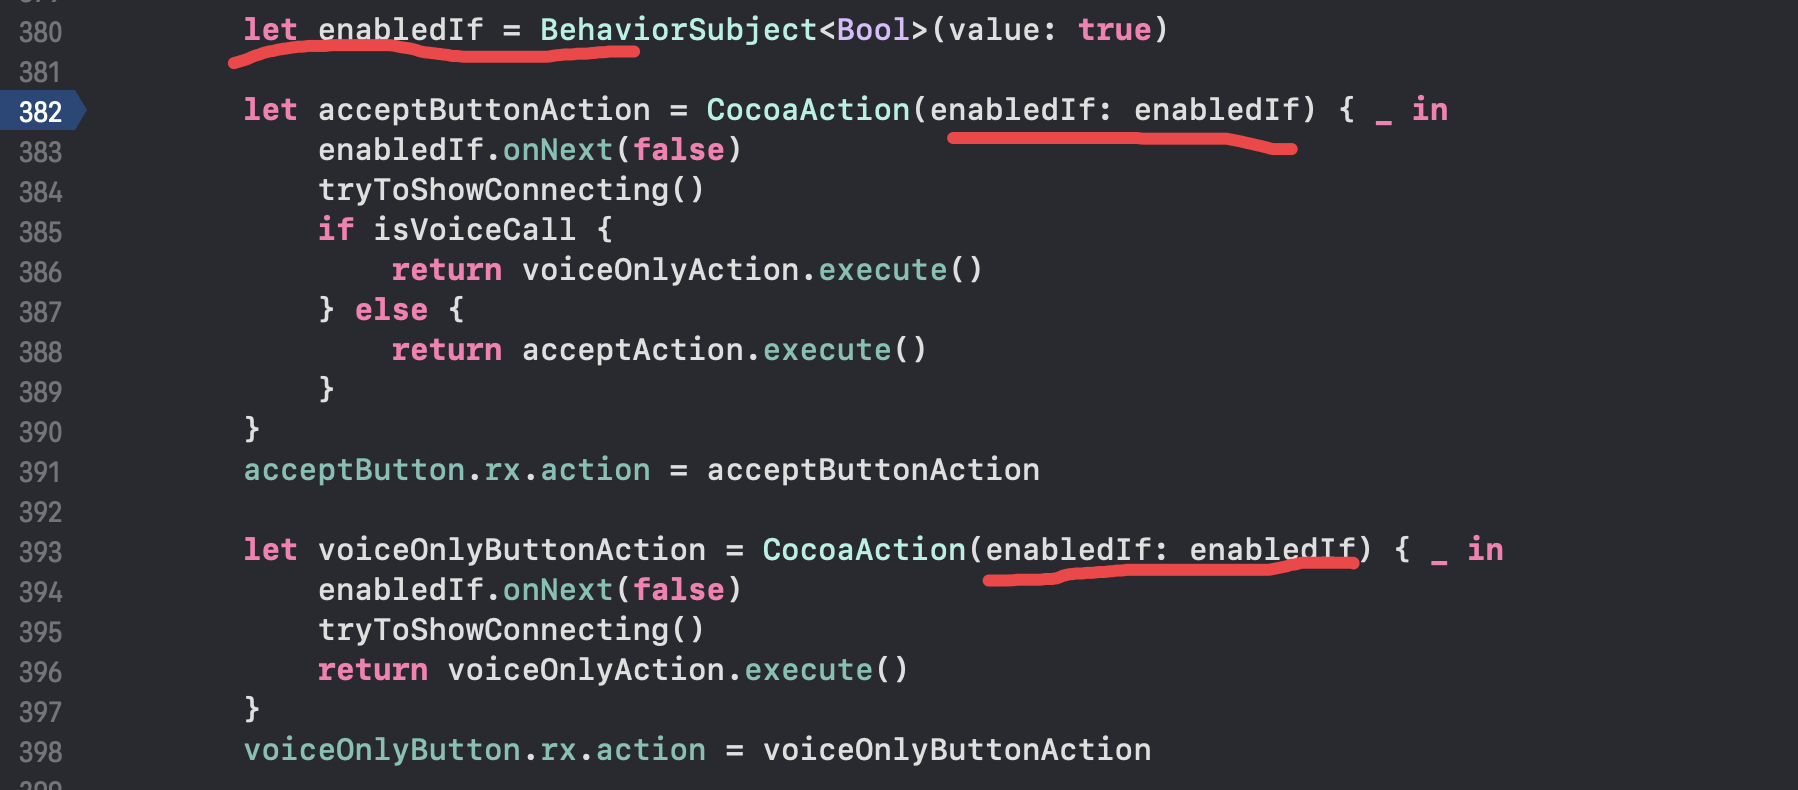 380 let enabledIf = BehaviorSubject<Bool>(value: true)
381
382 let acceptButtonAction = CocoaAction(enabledIf: enabledIf) { _ in
383 enabledIf.onNext(false)
384 tryToShowConnecting()
385 if isVoiceCall {
386 return voiceOnlyAction.execute()
387 } else {
388 return acceptAction.execute()
389 }
390 }
391 acceptButton.rx.action = acceptButtonAction
392
393 let voiceOnlyButtonAction = CocoaAction(enabledIf: enabledIf) { _ in
394 enabledIf.onNext(false)
395 tryToShowConnecting()
396 return voiceOnlyAction.execute()
397 }
398 voiceOnlyButton.rx.action = voiceOnlyButtonAction